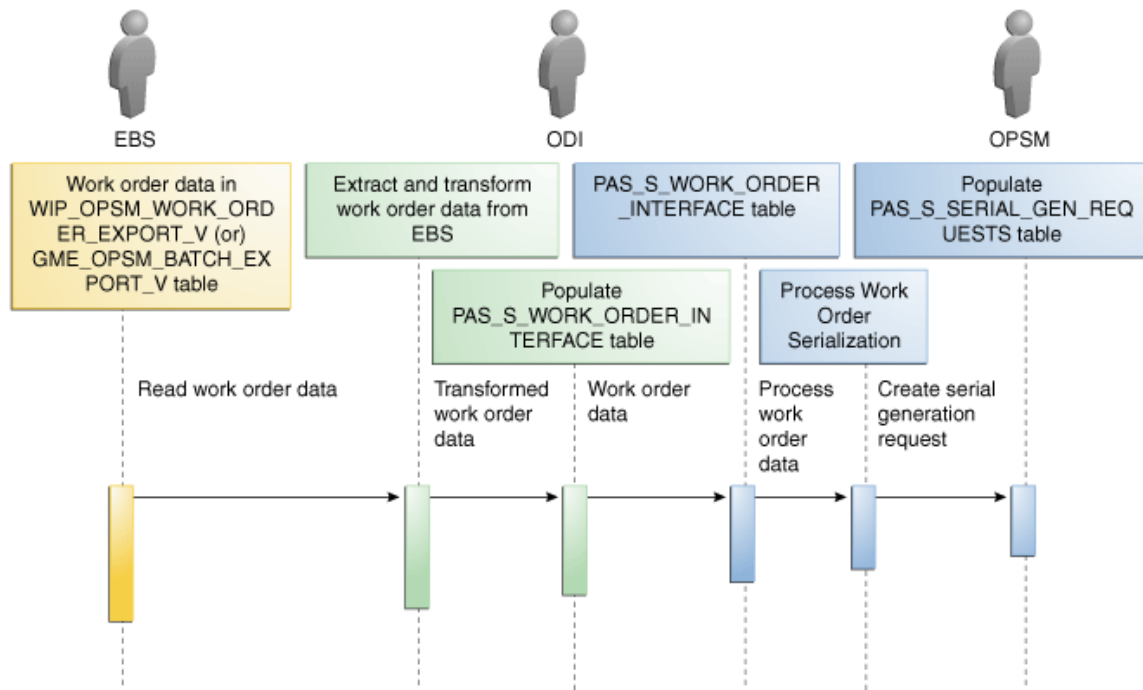 EBS
ODI
OPSM
Work order data in
WIP_OPSM_WORK_ORD
ER_EXPORT_V (or)
GME_OPSM_BATCH_EX
PORT_V table
Extract and transform
work order data from
EBS
PAS_S_WORK_ORDER
_INTERFACE table
Populate
PAS_S_SERIAL_GEN_REQ
UESTS table
Populate
PAS_S_WORK_ORDER_IN
TERFACE table
Process Work
Order
Serialization
Read work order data
Transformed
work order
data
Work order
data
Process
work
order
data
Create serial
generation
request